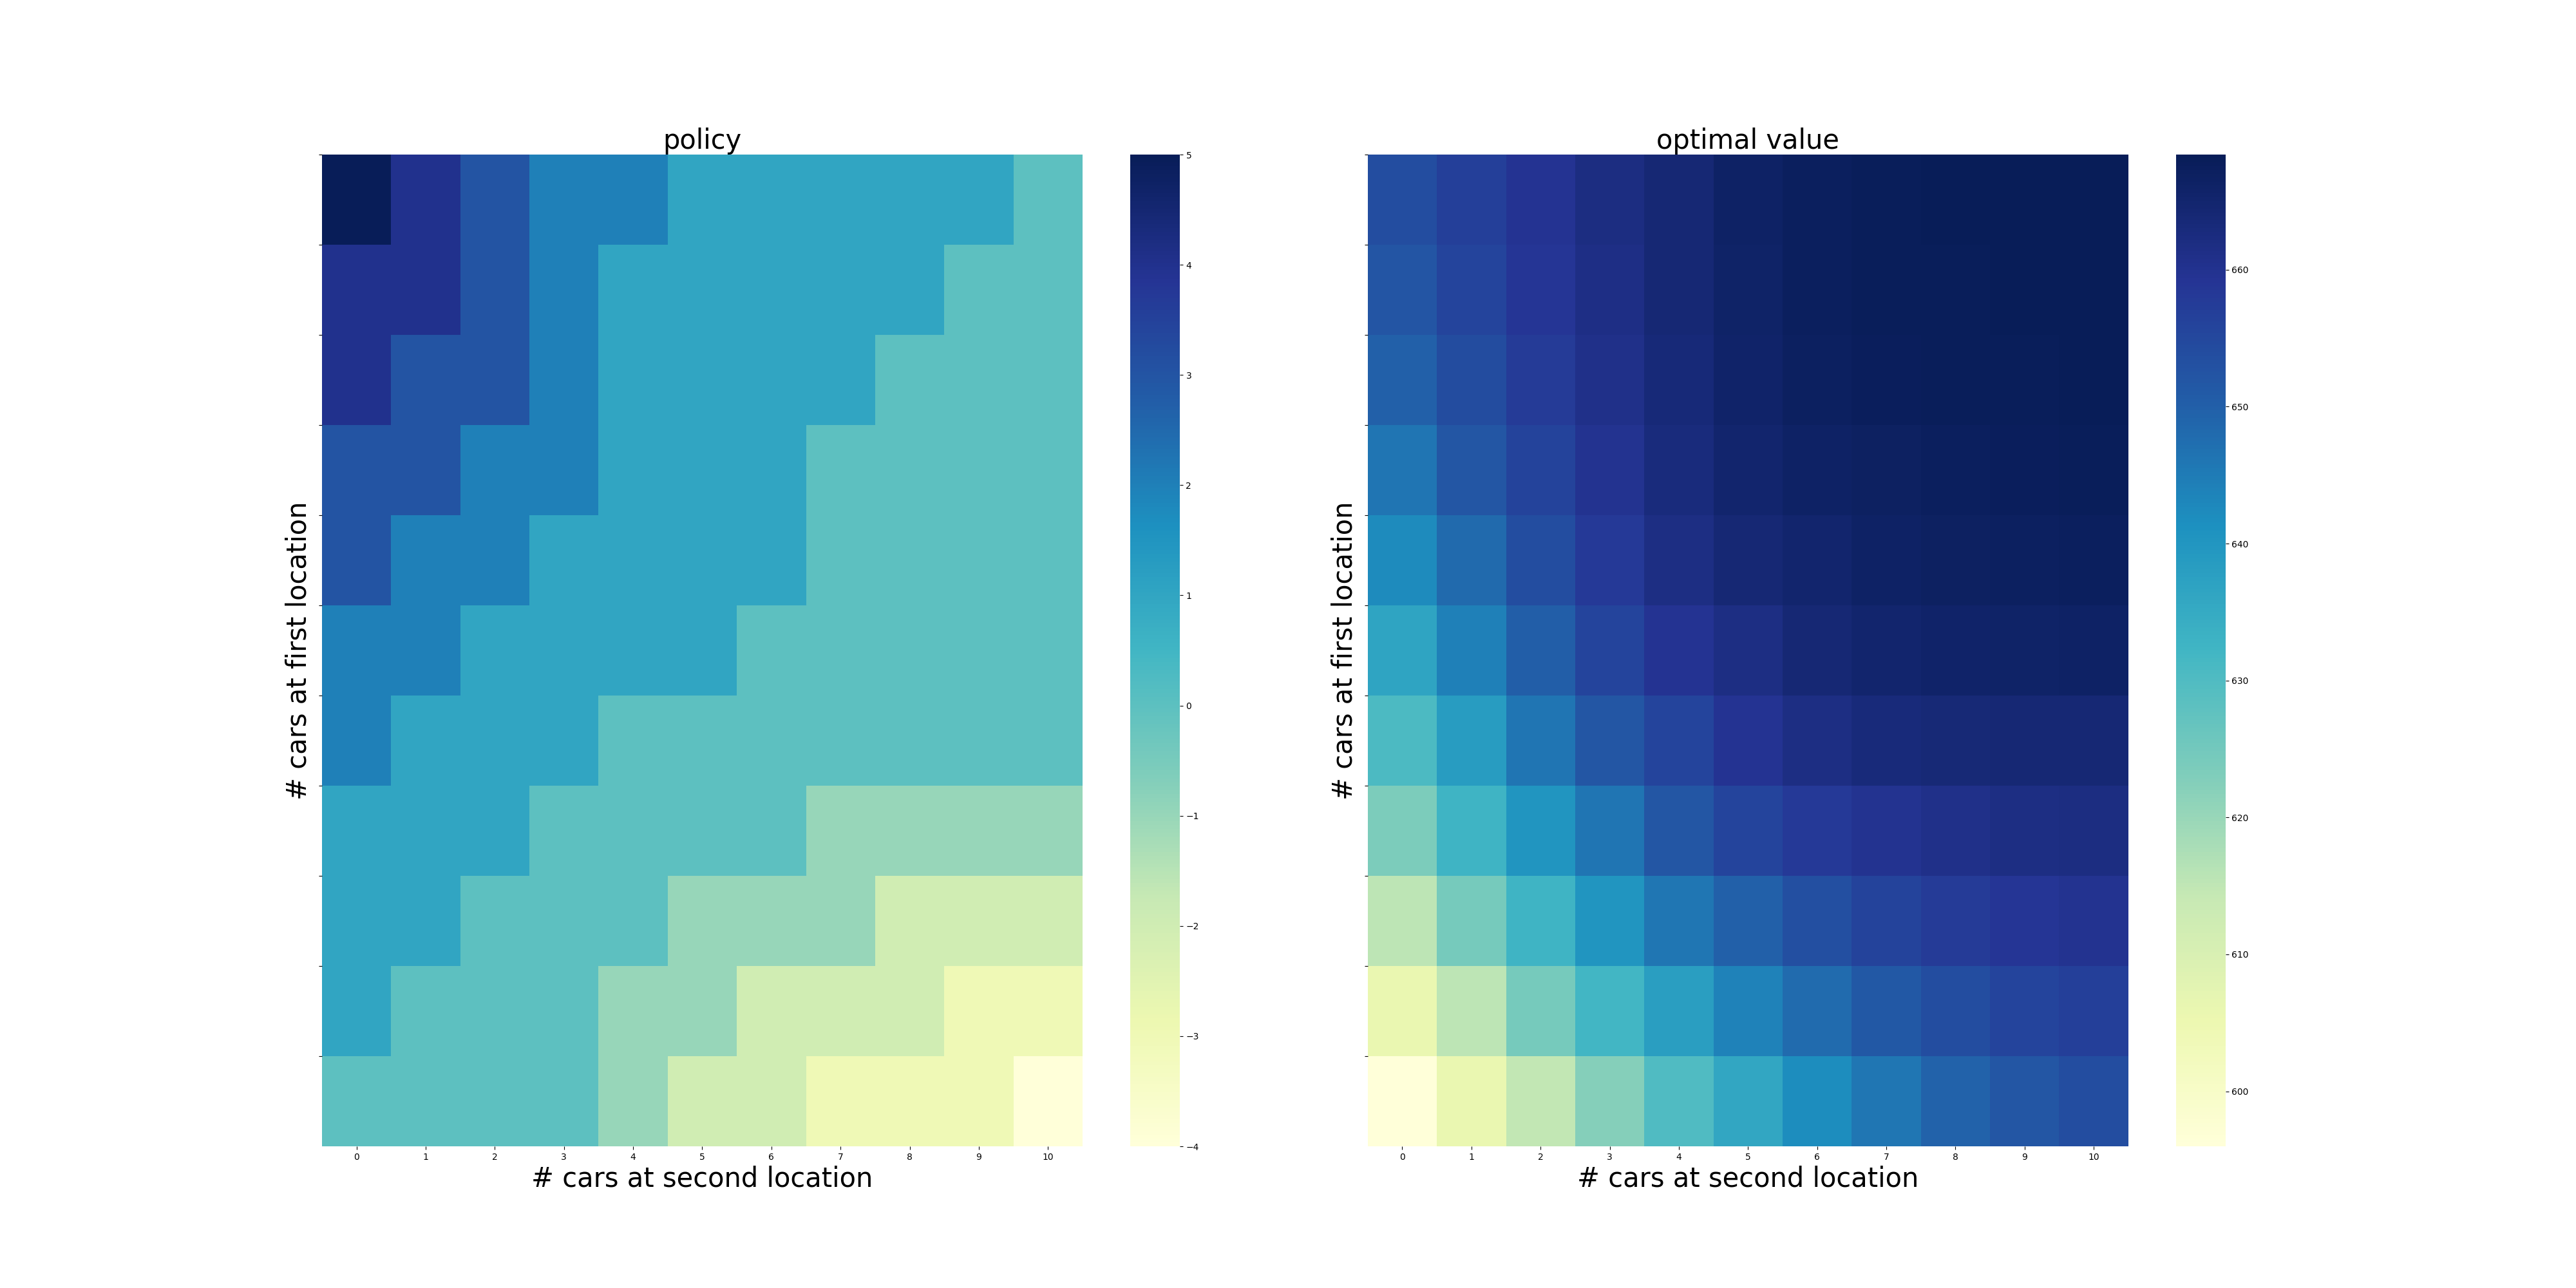 policy
# cars at first location
5
4
3
2
1
0
−1
−2
−3
−4
0 1 2 3 4 5 6 7 8 9 10
# cars at second location
optimal value
# cars at first location
660
650
640
630
620
610
600
0 1 2 3 4 5 6 7 8 9 10
# cars at second location